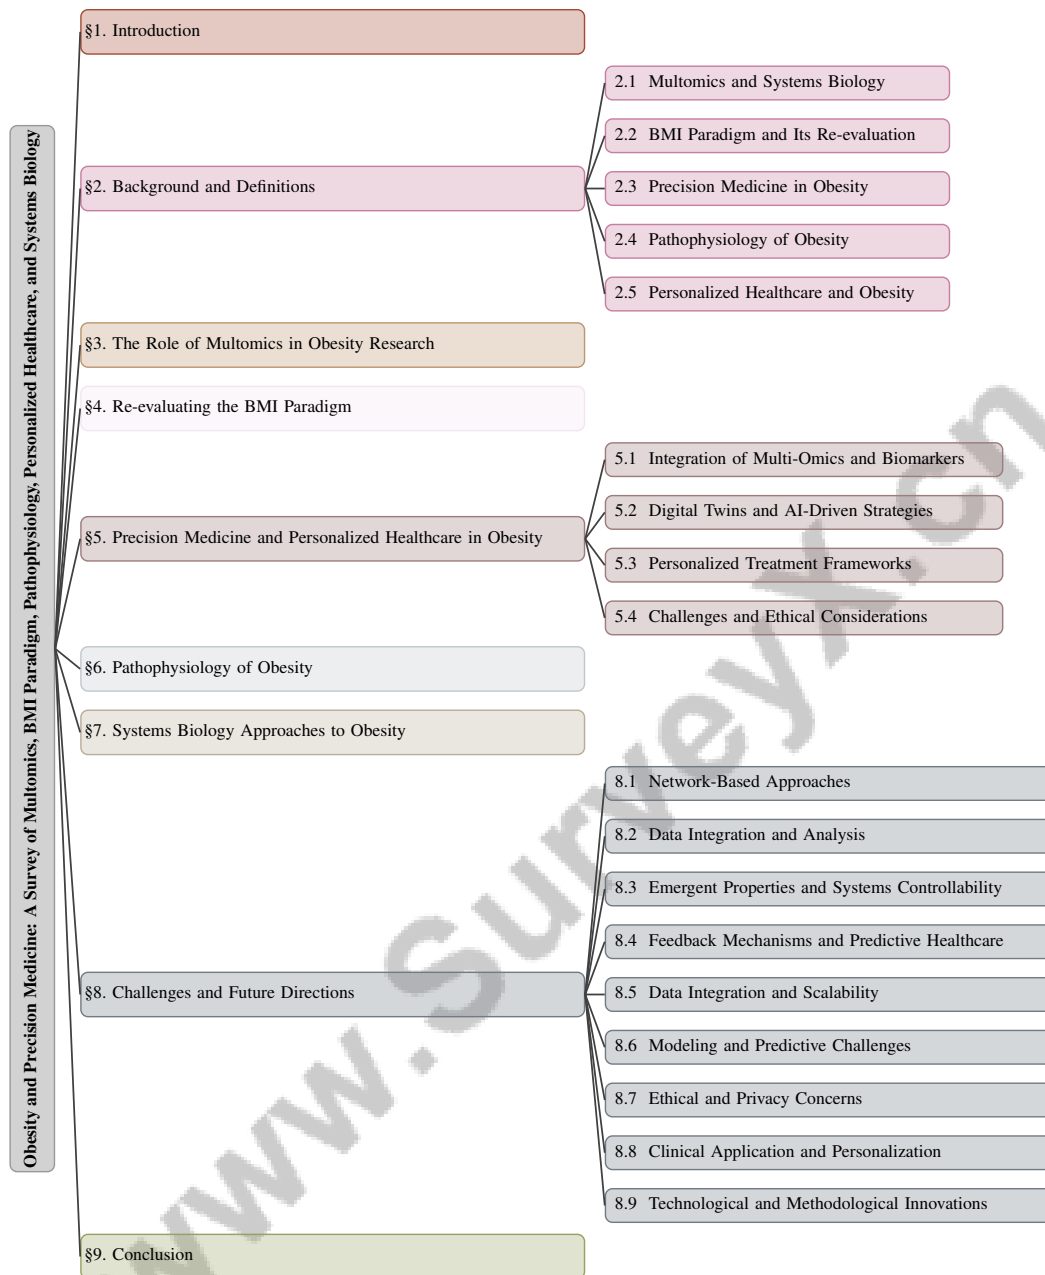 Obesity and Precision Medicine: A Survey of Multomics, BMI Paradigm, Pathophysiology, Personalized Healthcare, and Systems Biology
§1. Introduction
§2. Background and Definitions
2.1 Multomics and Systems Biology
2.2 BMI Paradigm and Its Re-evaluation
2.3 Precision Medicine in Obesity
2.4 Pathophysiology of Obesity
2.5 Personalized Healthcare and Obesity
§3. The Role of Multomics in Obesity Research
§4. Re-evaluating the BMI Paradigm
§5. Precision Medicine and Personalized Healthcare in Obesity
5.1 Integration of Multi-Omics and Biomarkers
5.2 Digital Twins and AI-Driven Strategies
5.3 Personalized Treatment Frameworks
5.4 Challenges and Ethical Considerations
§6. Pathophysiology of Obesity
§7. Systems Biology Approaches to Obesity
§8. Challenges and Future Directions
8.1 Network-Based Approaches
8.2 Data Integration and Analysis
8.3 Emergent Properties and Systems Controllability
8.4 Feedback Mechanisms and Predictive Healthcare
8.5 Data Integration and Scalability
8.6 Modeling and Predictive Challenges
8.7 Ethical and Privacy Concerns
8.8 Clinical Application and Personalization
8.9 Technological and Methodological Innovations
§9. Conclusion
www.SurveyX.cn